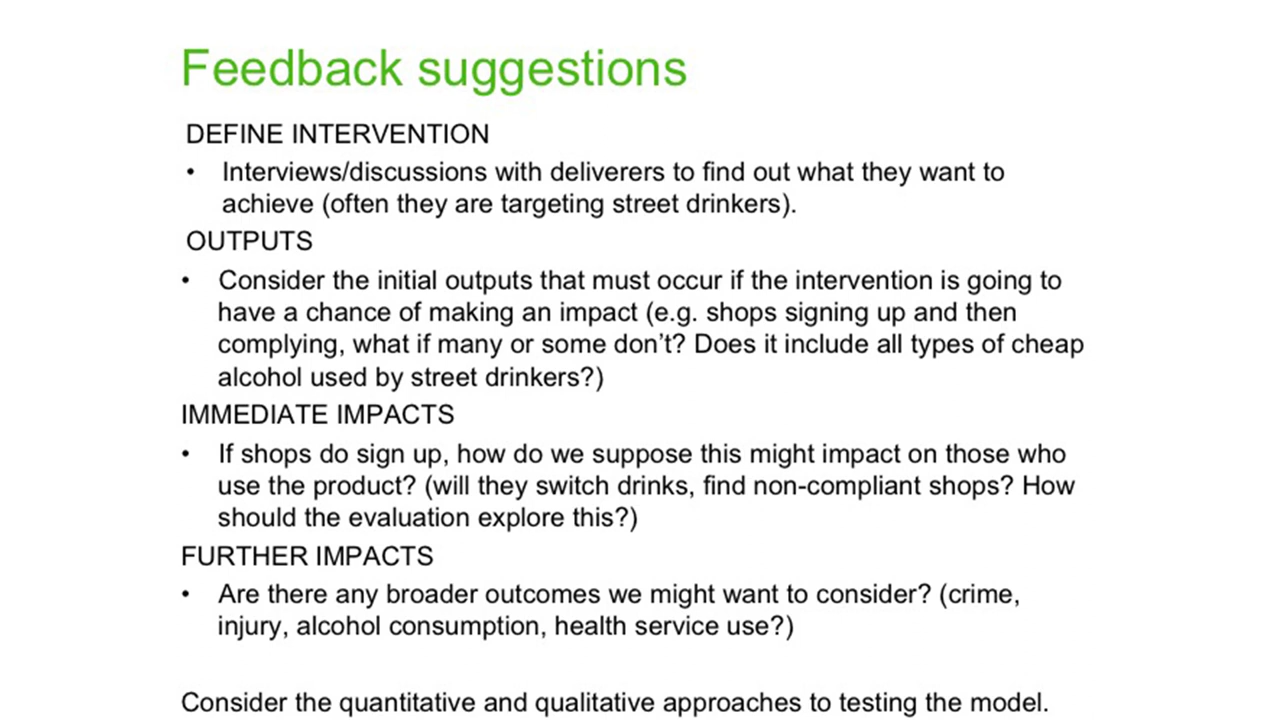 Feedback suggestions
DEFINE INTERVENTION
• Interviews/discussions with deliverers to find out what they want to
achieve (often they are targeting street drinkers).
OUTPUTS
• Consider the initial outputs that must occur if the intervention is going to
have a chance of making an impact (e.g. shops signing up and then
complying, what if many or some don’t? Does it include all types of cheap
alcohol used by street drinkers?)
IMMEDIATE IMPACTS
• If shops do sign up, how do we suppose this might impact on those who
use the product? (will they switch drinks, find non-compliant shops? How
should the evaluation explore this?)
FURTHER IMPACTS
• Are there any broader outcomes we might want to consider? (crime,
injury, alcohol consumption, health service use?)
Consider the quantitative and qualitative approaches to testing the model.